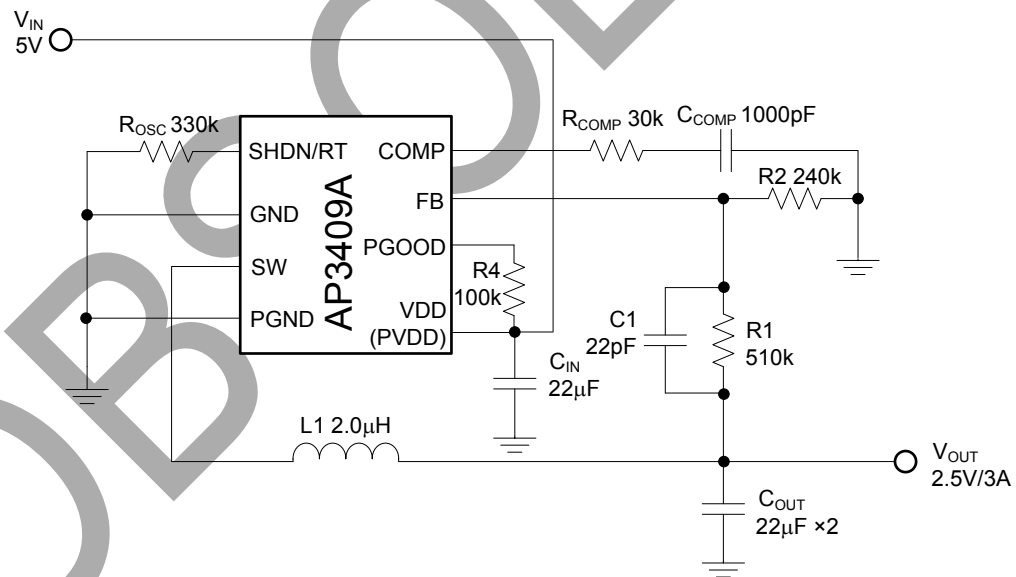 VIN
5V
ROSC 330k
RCOMP 30k
CCOMP 1000pF
SHDN/RT
COMP
R2 240k
FB
GND
PGOOD
AP3409A
SW
R4
100k
VDD
(PVDD)
PGND
C1
22pF
R1
510k
CIN
22μF
L1 2.0μH
VOUT
2.5V/3A
COUT
22μF ×2